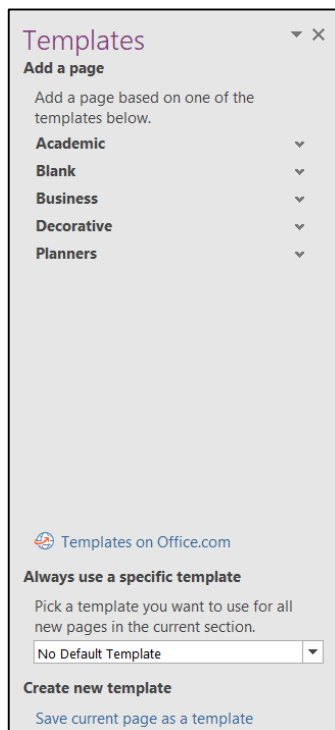 Templates
Add a page
Add a page based on one of the
templates below.
Academic
Blank
Business
Decorative
Planners
Templates on Office.com
Always use a specific template
Pick a template you want to use for all
new pages in the current section.
No Default Template
Create new template
Save current page as a template